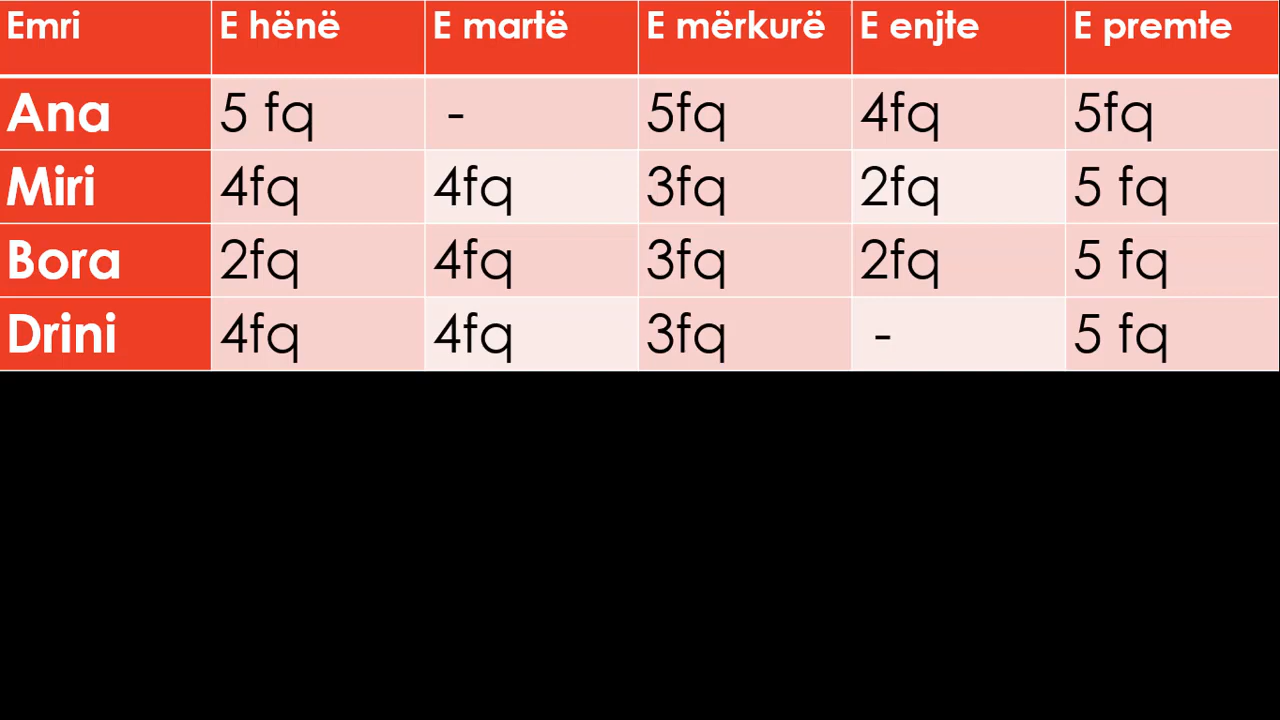 Emri E hënë E martë E mërkurë E enjte E premte
Ana 5 fq - 5fq 4fq 5fq
Miri 4fq 4fq 3fq 2fq 5 fq
Bora 2fq 4fq 3fq 2fq 5 fq
Drini 4fq 4fq 3fq - 5 fq